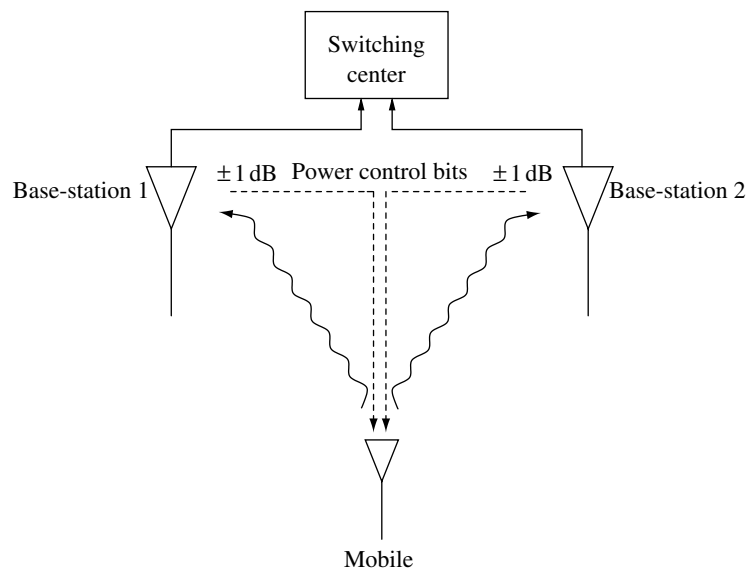 Switching
center
± 1 dB Power control bits ± 1 dB
Base-station 1
Base-station 2
Mobile